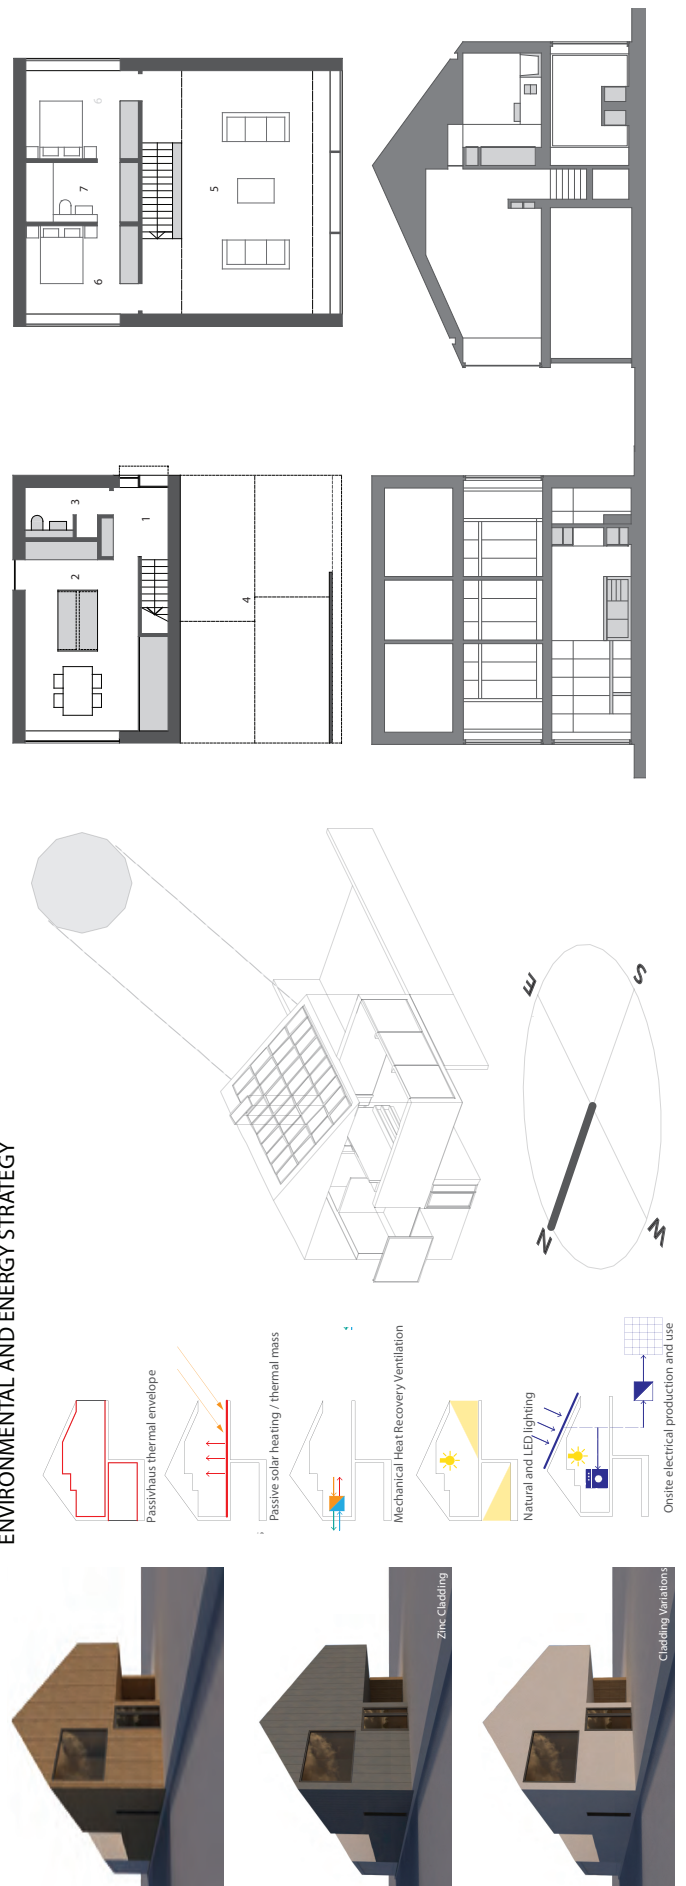 ENVIRONMENTAL AND ENERGY STRATEGY
Zinc Cladding
Cladding Variations
Passivhaus thermal envelope
Passive solar heating / thermal mass
Mechanical Heat Recovery Ventilation
Natural and LED lighting
Onsite electrical production and use
N
E
S
W
2
3
1
4
6
7
6
5